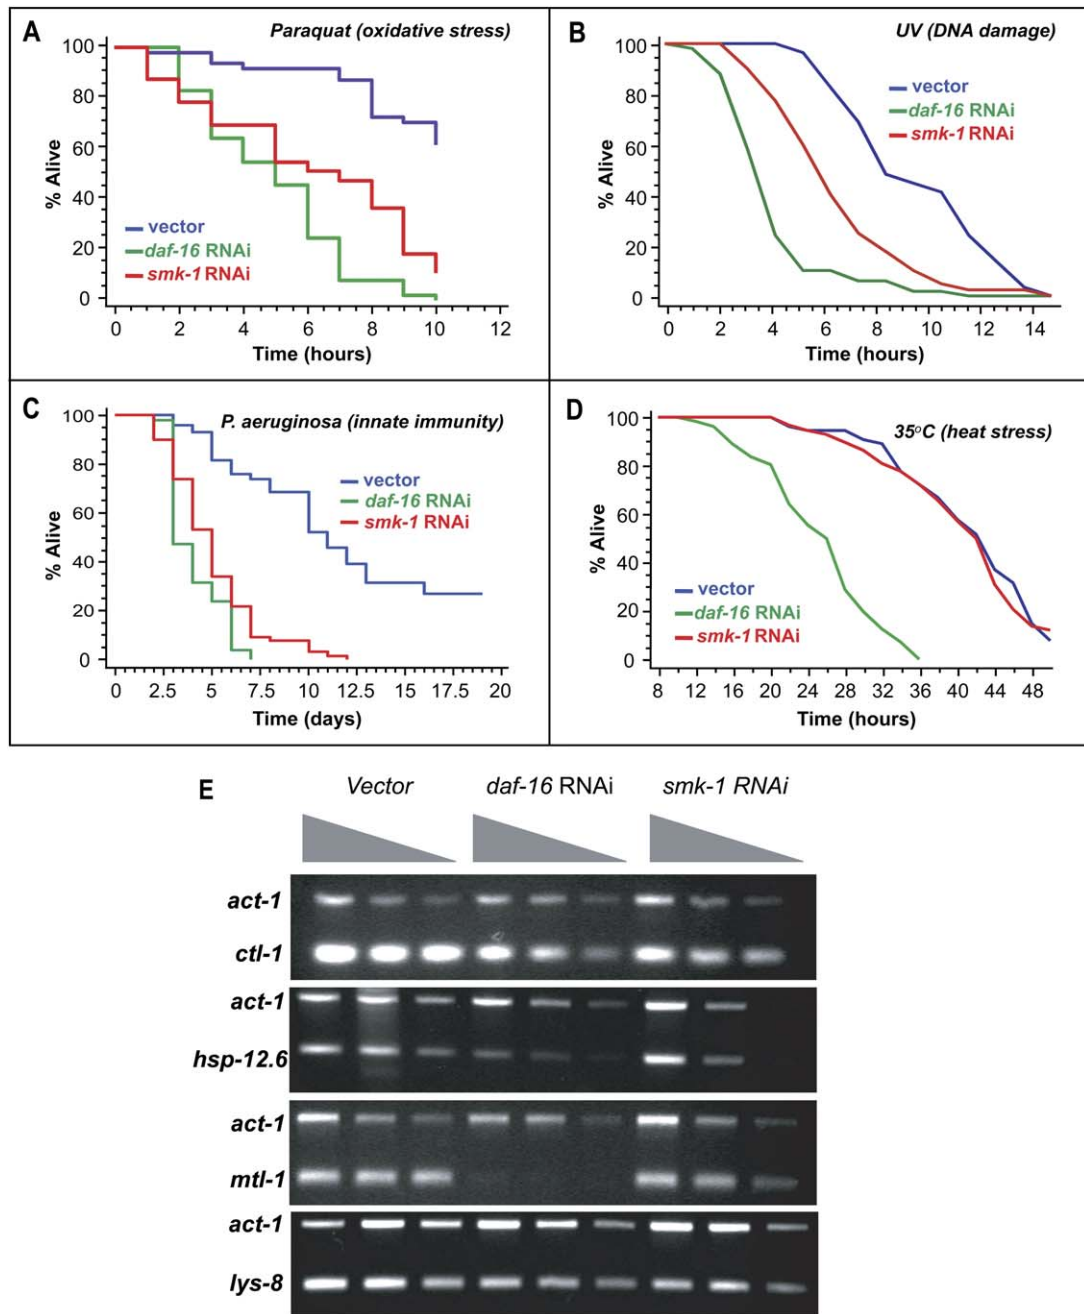 A
Paraquat (oxidative stress)
% Alive
100
80
60
40
20
0
vector
daf-16 RNAi
smk-1 RNAi
0 2 4 6 8 10 12
Time (hours)
B
UV (DNA damage)
% Alive
100
80
60
40
20
0
vector
daf-16 RNAi
smk-1 RNAi
0 2 4 6 8 10 12 14
Time (hours)
C
P. aeruginosa (innate immunity)
% Alive
100
80
60
40
20
0
vector
daf-16 RNAi
smk-1 RNAi
0 2.5 5 7.5 10 12.5 15 17.5 20
Time (days)
D
35°C (heat stress)
% Alive
100
80
60
40
20
0
vector
daf-16 RNAi
smk-1 RNAi
8 12 16 20 24 28 32 36 40 44 48
Time (hours)
E
Vector daf-16 RNAi smk-1 RNAi
act-1
ctl-1
act-1
hsp-12.6
act-1
mtl-1
act-1
lys-8